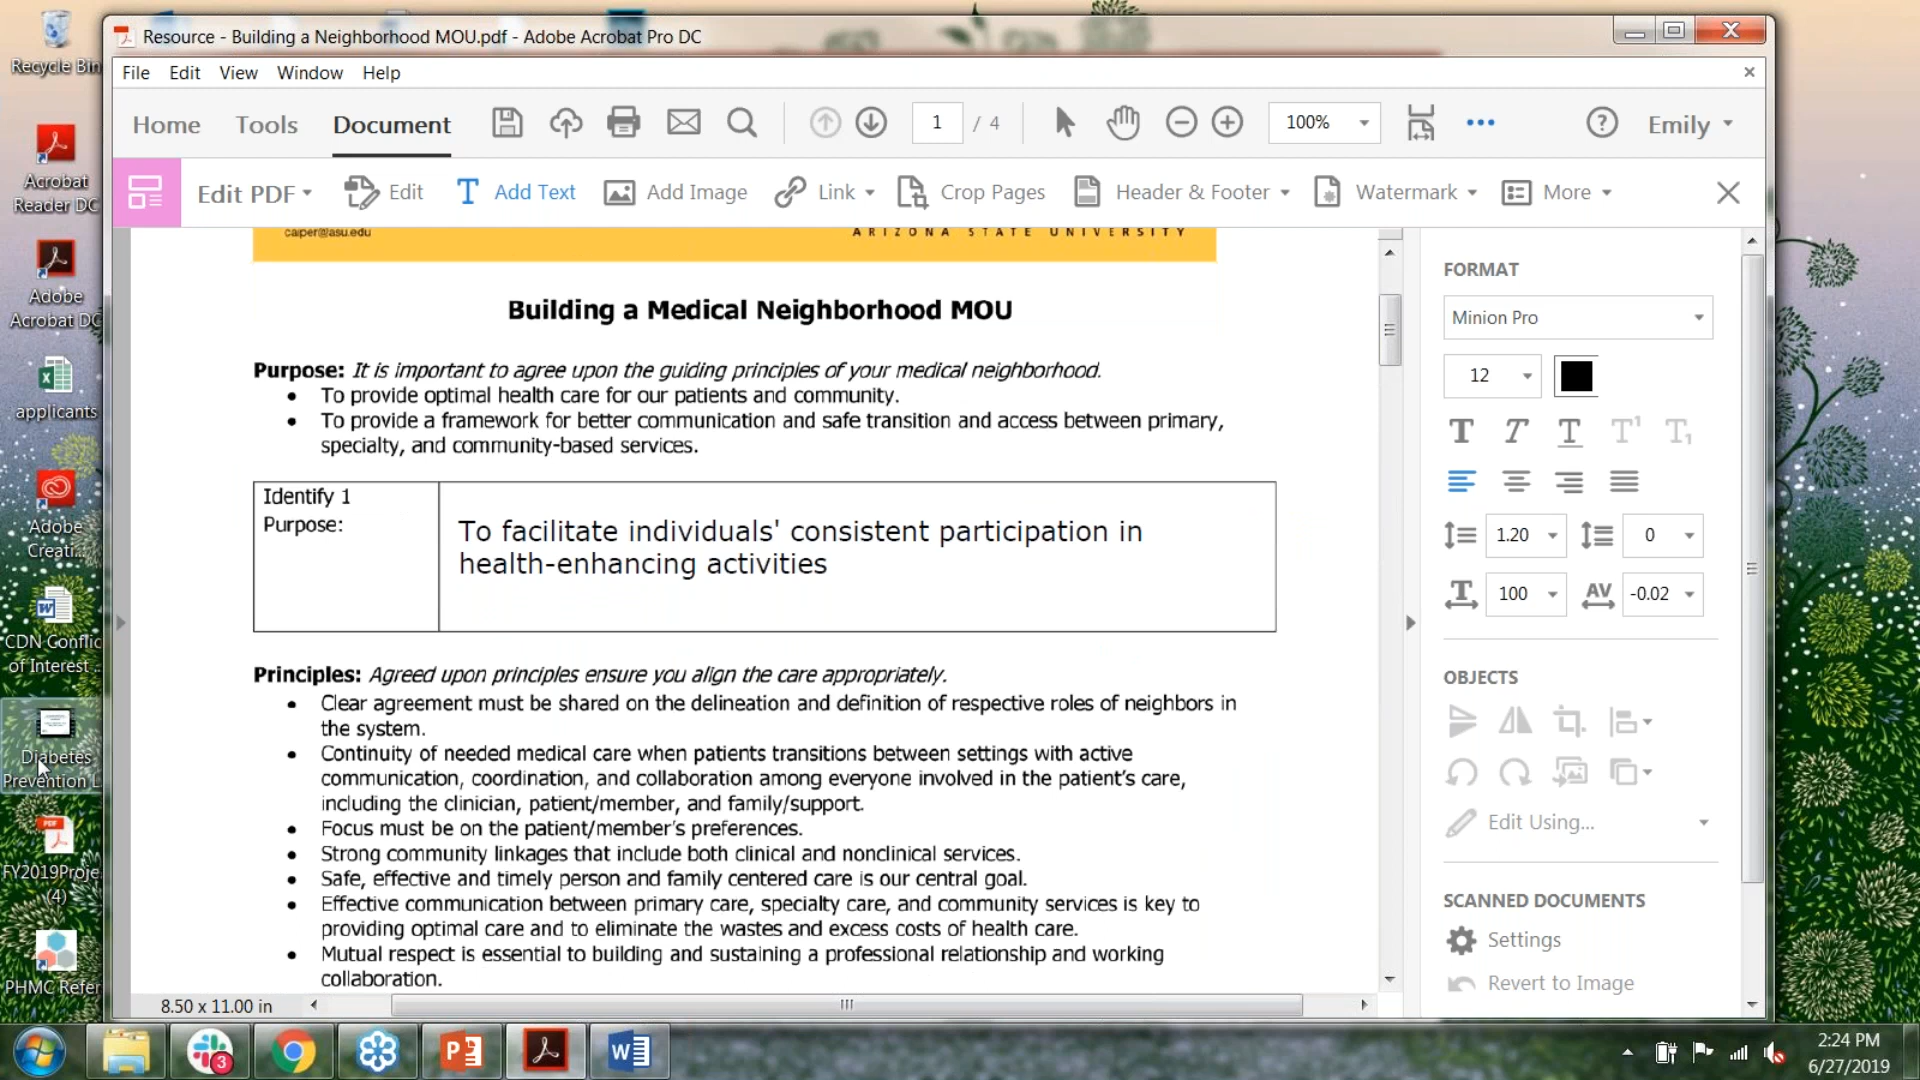 Resource - Building a Neighborhood MOU.pdf - Adobe Acrobat Pro DC
File Edit View Window Help
Home Tools Document 1 / 4 100% Emily
Edit PDF Edit Add Text Add Image Link Crop Pages Header & Footer Watermark More
caiper@asu.edu ARIZONA STATE UNIVERSITY
Building a Medical Neighborhood MOU
Purpose: It is important to agree upon the guiding principles of your medical neighborhood.
• To provide optimal health care for our patients and community.
• To provide a framework for better communication and safe transition and access between primary,
specialty, and community-based services.
Identify 1
Purpose:
To facilitate individuals' consistent participation in
health-enhancing activities
Principles: Agreed upon principles ensure you align the care appropriately.
• Clear agreement must be shared on the delineation and definition of respective roles of neighbors in
the system.
• Continuity of needed medical care when patients transitions between settings with active
communication, coordination, and collaboration among everyone involved in the patient's care,
including the clinician, patient/member, and family/support.
• Focus must be on the patient/member's preferences.
• Strong community linkages that include both clinical and nonclinical services.
• Safe, effective and timely person and family centered care is our central goal.
• Effective communication between primary care, specialty care, and community services is key to
providing optimal care and to eliminate the wastes and excess costs of health care.
• Mutual respect is essential to building and sustaining a professional relationship and working
collaboration.
8.50 x 11.00 in
FORMAT
Minion Pro
12
1.20 0
100 AV -0.02
OBJECTS
Edit Using...
SCANNED DOCUMENTS
Settings
Revert to Image
Recycle Bin
Acrobat
Reader DC
Adobe
Acrobat DC
applicants
Adobe
Creati...
CDN Conflic
of Interest ..
Diabetes
Prevention L
PDF
FY2019Proje
(4)
PHMC Refer
3
2:24 PM
6/27/2019